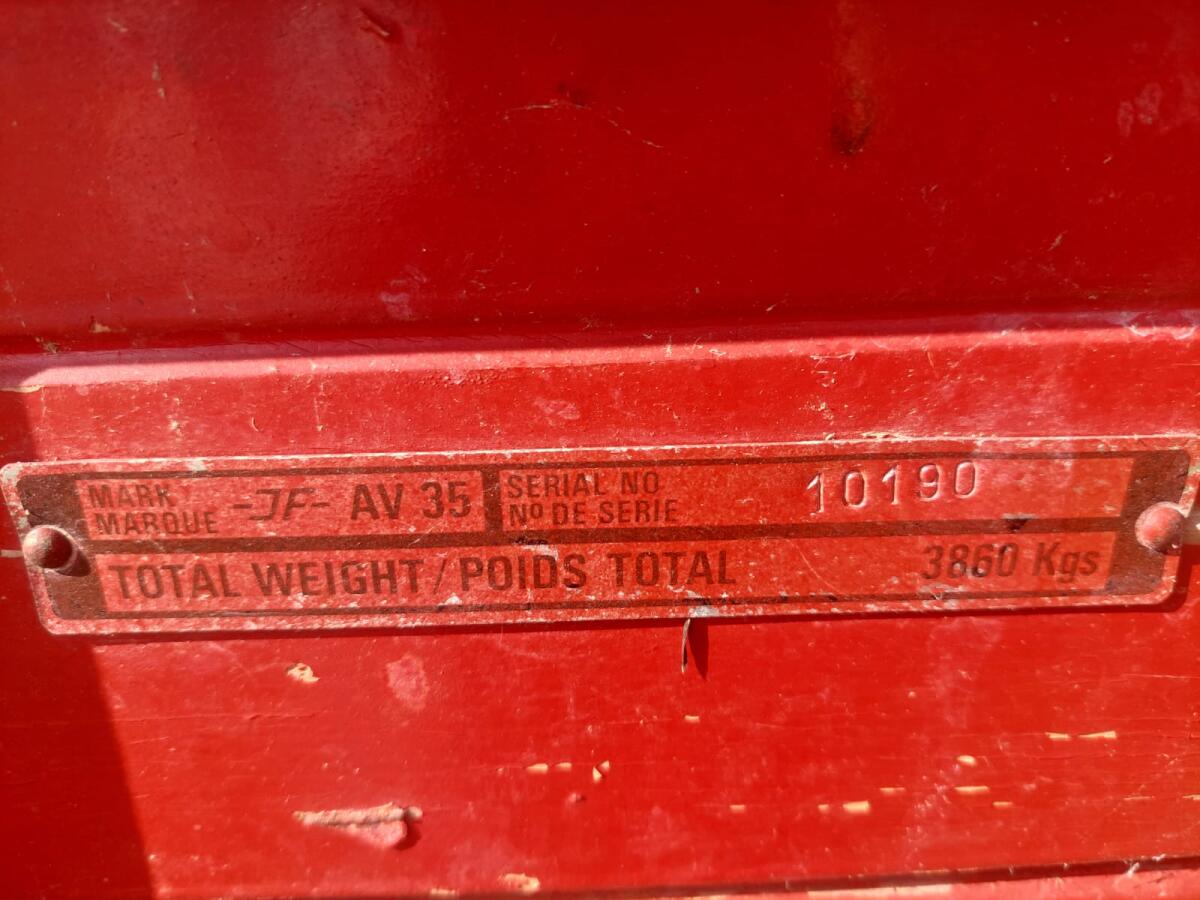 MARK
MARQUE
-JF- AV 35
SERIAL NO
Nº DE SERIE
10190
TOTAL WEIGHT/POIDS TOTAL 3860 Kgs